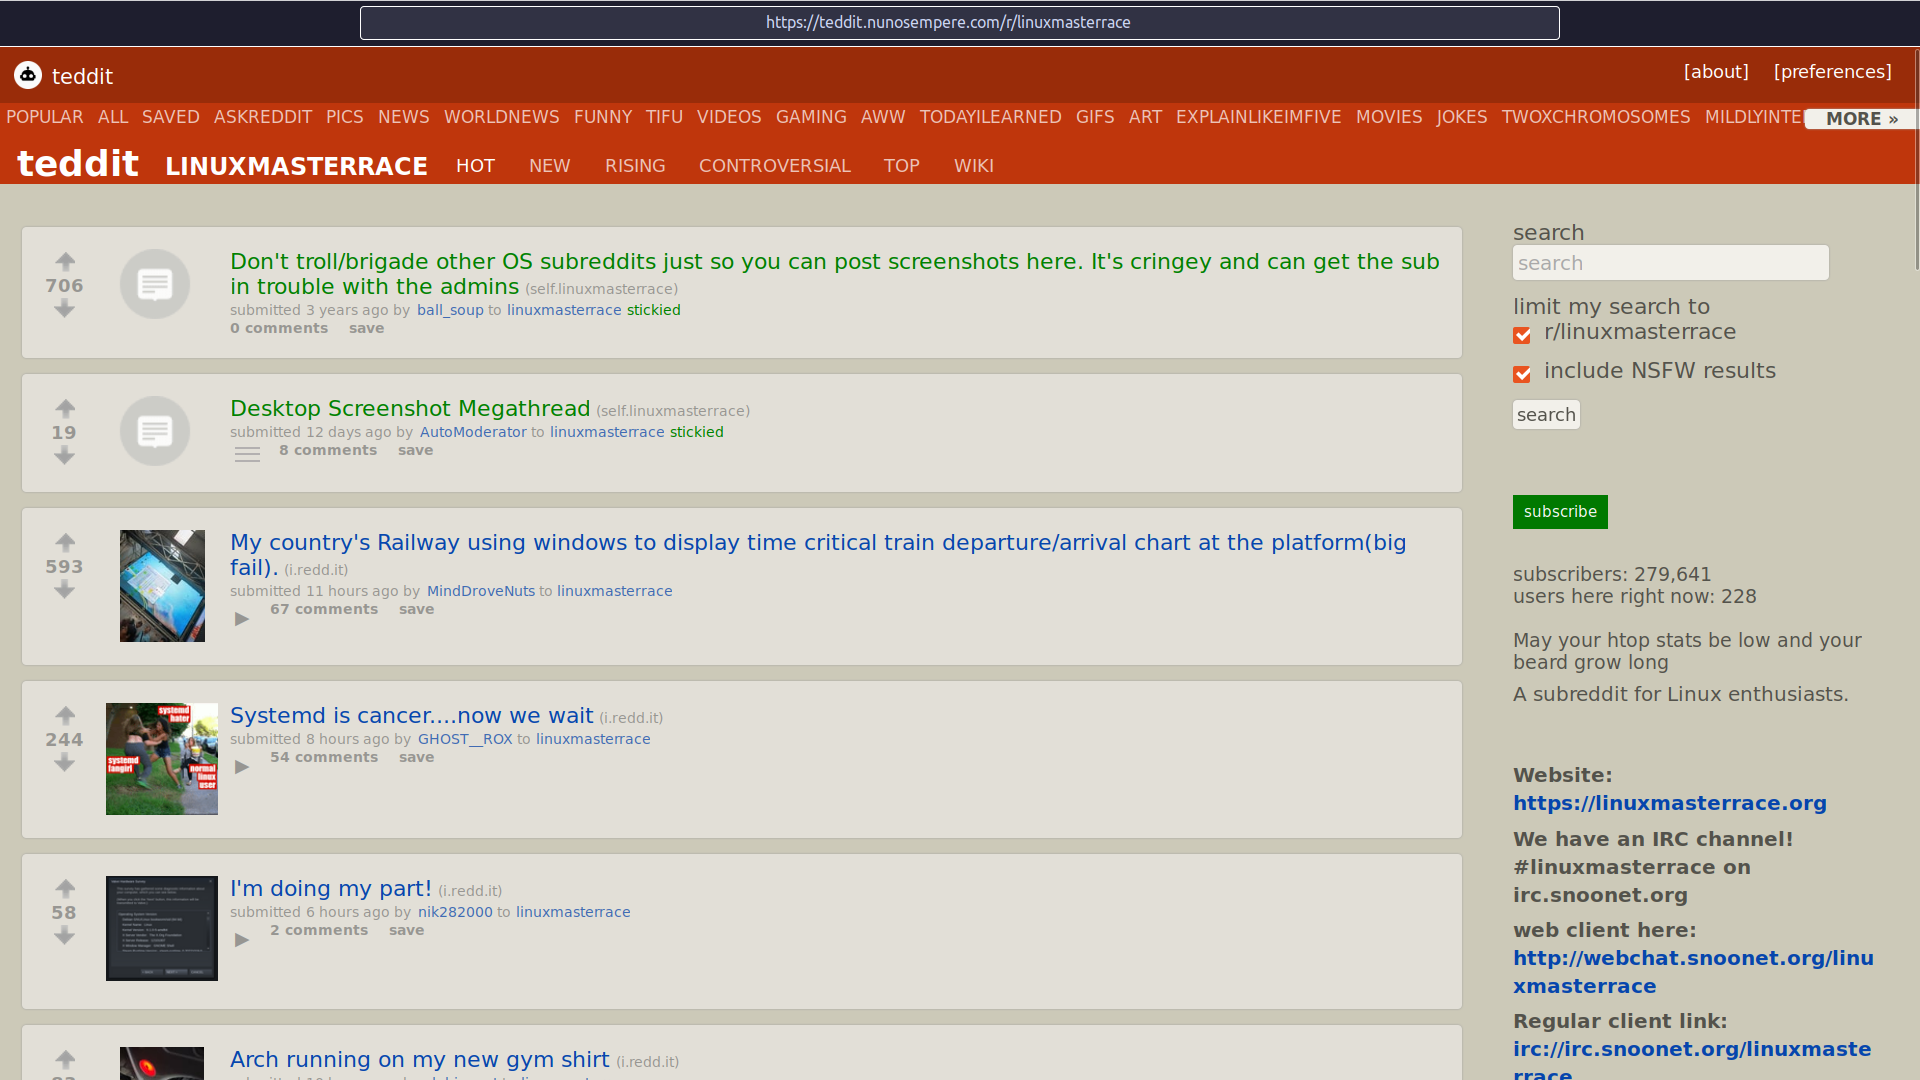 https://teddit.nunosempere.com/r/linuxmasterrace
teddit
[about] [preferences]
POPULAR ALL SAVED ASKREDDIT PICS NEWS WORLDNEWS FUNNY TIFU VIDEOS GAMING AWW TODAYILEARNED GIFS ART EXPLAINLIKEIMFIVE MOVIES JOKES TWOXCHROMOSOMES MILDLYINTE MORE »
teddit LINUXMASTERRACE HOT NEW RISING CONTROVERSIAL TOP WIKI
706
Don't troll/brigade other OS subreddits just so you can post screenshots here. It's cringey and can get the sub
in trouble with the admins (self.linuxmasterrace)
submitted 3 years ago by ball_soup to linuxmasterrace stickied
0 comments save
19
Desktop Screenshot Megathread (self.linuxmasterrace)
submitted 12 days ago by AutoModerator to linuxmasterrace stickied
8 comments save
593
My country's Railway using windows to display time critical train departure/arrival chart at the platform(big
fail). (i.redd.it)
submitted 11 hours ago by MindDroveNuts to linuxmasterrace
67 comments save
244
systemd
hater
systemd
fangirl
normal
linux
user
Systemd is cancer....now we wait (i.redd.it)
submitted 8 hours ago by GHOST__ROX to linuxmasterrace
54 comments save
58
I'm doing my part! (i.redd.it)
submitted 6 hours ago by nik282000 to linuxmasterrace
2 comments save
Arch running on my new gym shirt (i.redd.it)
search
search
limit my search to
r/linuxmasterrace
include NSFW results
search
subscribe
subscribers: 279,641
users here right now: 228
May your htop stats be low and your
beard grow long
A subreddit for Linux enthusiasts.
Website:
https://linuxmasterrace.org
We have an IRC channel!
#linuxmasterrace on
irc.snoonet.org
web client here:
http://webchat.snoonet.org/linu
xmasterrace
Regular client link:
irc://irc.snoonet.org/linuxmaste
rrace